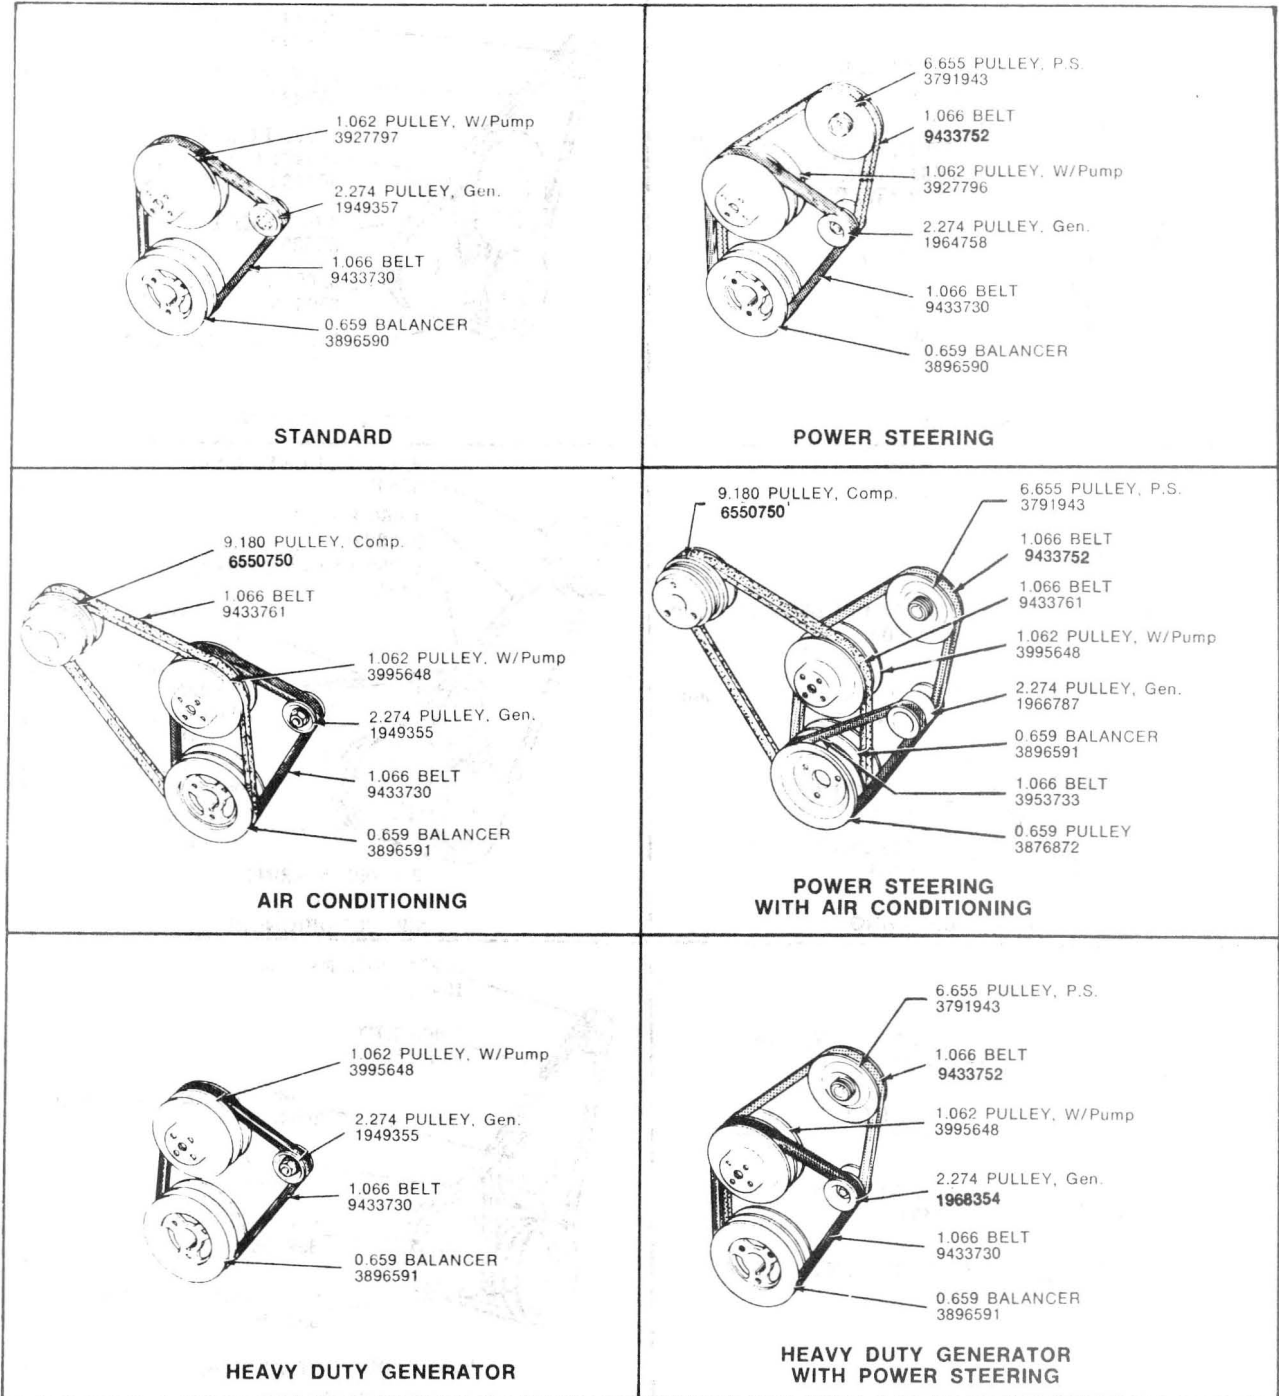 1.062 PULLEY, W/Pump
3927797
2.274 PULLEY, Gen.
1949357
1.066 BELT
9433730
0.659 BALANCER
3896590
STANDARD
6.655 PULLEY, P.S.
3791943
1.066 BELT
9433752
1.062 PULLEY, W/Pump
3927796
2.274 PULLEY, Gen.
1964758
1.066 BELT
9433730
0.659 BALANCER
3896590
POWER STEERING
9.180 PULLEY, Comp.
6550750
1.066 BELT
9433761
1.062 PULLEY, W/Pump
3995648
2.274 PULLEY, Gen.
1949355
1.066 BELT
9433730
0.659 BALANCER
3896591
AIR CONDITIONING
9.180 PULLEY, Comp.
6550750
6.655 PULLEY, P.S.
3791943
1.066 BELT
9433752
1.066 BELT
9433761
1.062 PULLEY, W/Pump
3995648
2.274 PULLEY, Gen.
1966787
0.659 BALANCER
3896591
1.066 BELT
3953733
0.659 PULLEY
3876872
POWER STEERING
WITH AIR CONDITIONING
1.062 PULLEY, W/Pump
3995648
2.274 PULLEY, Gen.
1949355
1.066 BELT
9433730
0.659 BALANCER
3896591
HEAVY DUTY GENERATOR
6.655 PULLEY, P.S.
3791943
1.066 BELT
9433752
1.062 PULLEY, W/Pump
3995648
2.274 PULLEY, Gen.
1968354
1.066 BELT
9433730
0.659 BALANCER
3896591
HEAVY DUTY GENERATOR
WITH POWER STEERING